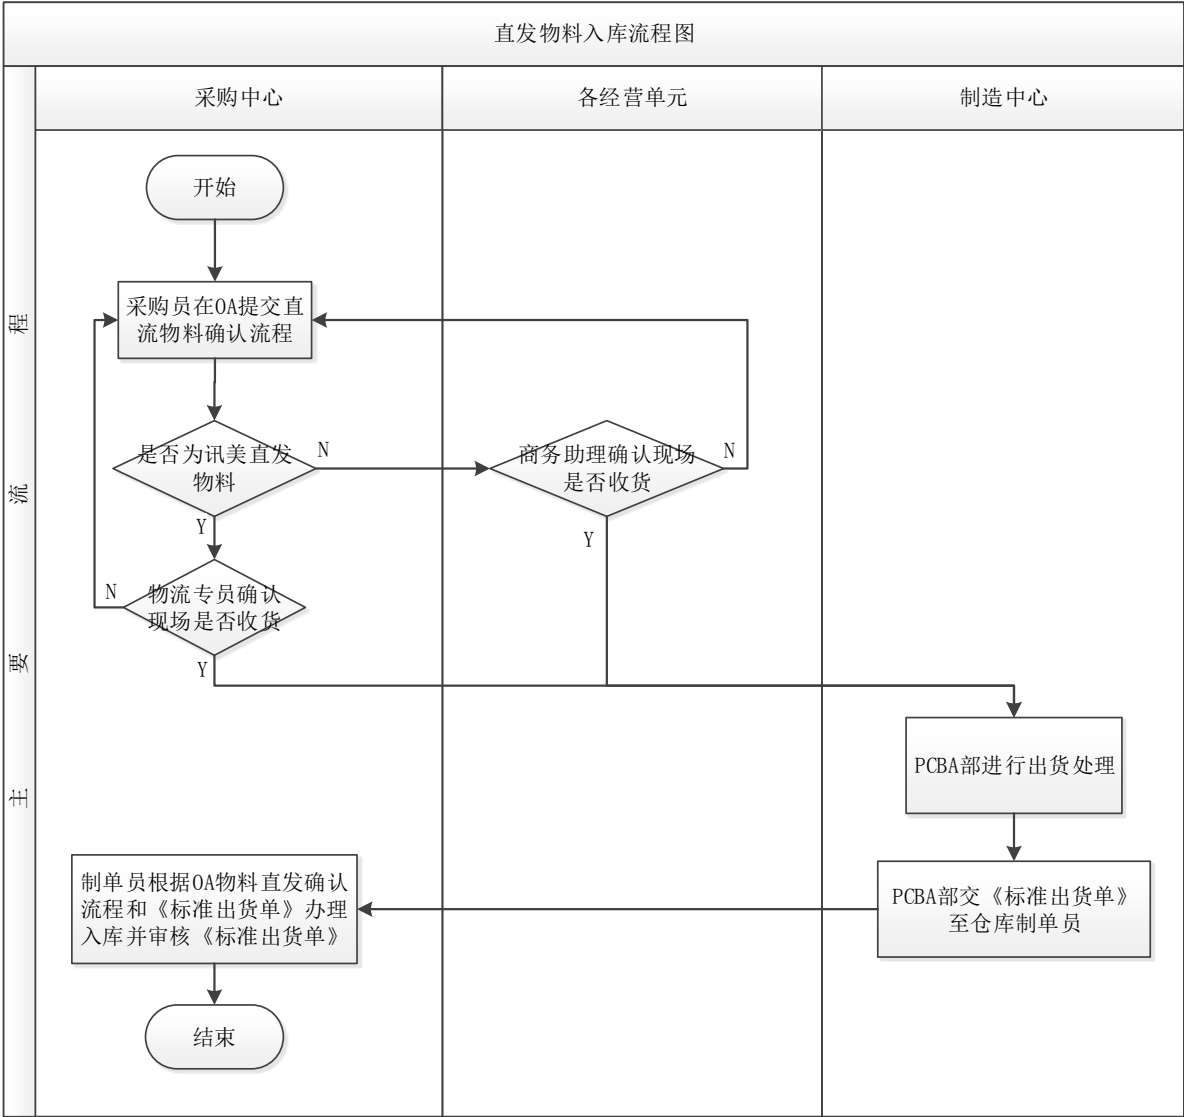 直发物料入库流程图
采购中心
各经营单元
制造中心
主要流程
开始
采购员在OA提交直
流物料确认流程
是否为讯美直发
物料
N
商务助理确认现场
是否收货
N
Y
Y
物流专员确认
现场是否收货
N
Y
PCBA部进行出货处理
PCBA部交《标准出货单》
至仓库制单员
制单员根据OA物料直发确认
流程和《标准出货单》办理
入库并审核《标准出货单》
结束